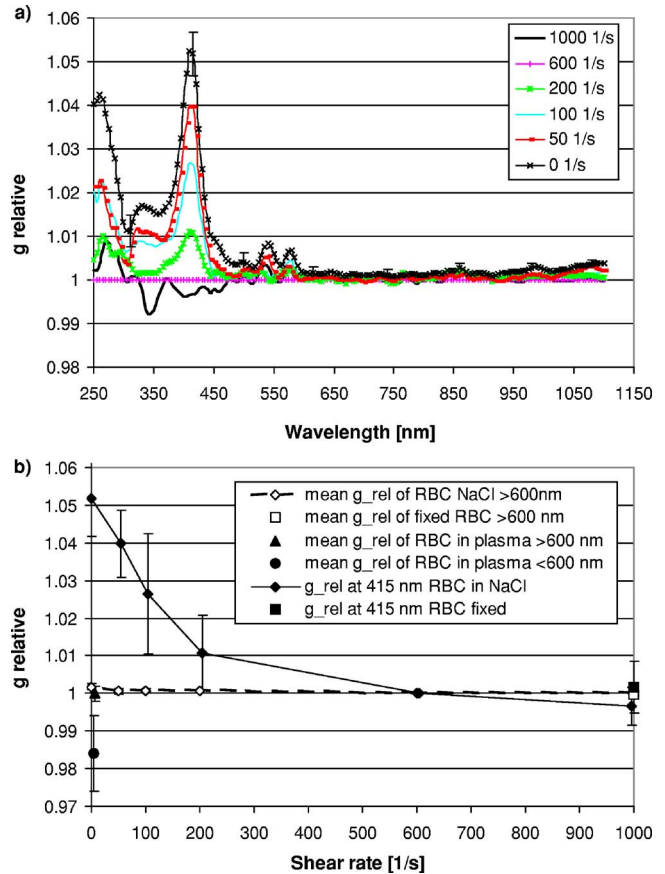 a)
1.06
1.05
1.04
1.03
1.02
1.01
1
0.99
0.98
g relative
1000 1/s
600 1/s
200 1/s
100 1/s
50 1/s
0 1/s
250 350 450 550 650 750 850 950 1050 1150
Wavelength [nm]
b)
1.06
1.05
1.04
1.03
1.02
1.01
1
0.99
0.98
0.97
g relative
mean g_rel of RBC NaCl >600nm
mean g_rel of fixed RBC >600 nm
mean g_rel of RBC in plasma >600 nm
mean g_rel of RBC in plasma <600 nm
g_rel at 415 nm RBC in NaCl
g_rel at 415 nm RBC fixed
0 100 200 300 400 500 600 700 800 900 1000
Shear rate [1/s]